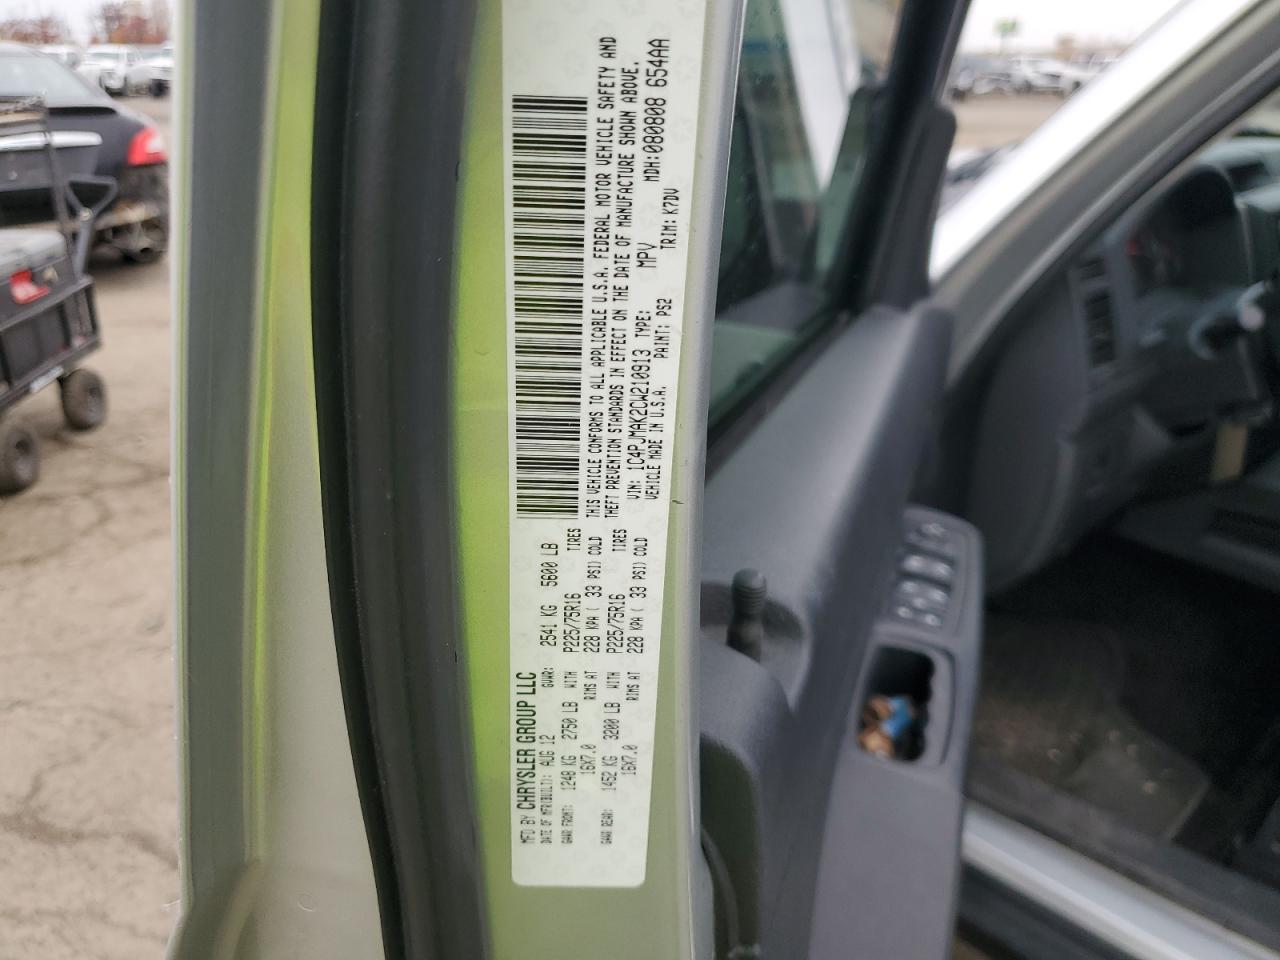 MFD BY CHRYSLER GROUP LLC
DATE OF MFR(BUILT): AUG 12 GVWR: 2541 KG 5600 LB
GAWR FRONT: 1248 KG 2750 LB WITH P225/75R16 TIRES
16X7.0 RIMS AT 228 KPA ( 33 PSI) COLD
GAWR REAR: 1452 KG 3200 LB WITH P225/75R16 TIRES
16X7.0 RIMS AT 228 KPA ( 33 PSI) COLD
THIS VEHICLE CONFORMS TO ALL APPLICABLE U.S.A. FEDERAL MOTOR VEHICLE SAFETY AND
THEFT PREVENTION STANDARDS IN EFFECT ON THE DATE OF MANUFACTURE SHOWN ABOVE.
VIN: 1C4PJMAK2CW210913 TYPE: MPV MDH:080808 654AA
VEHICLE MADE IN U.S.A. PAINT: PS2 TRIM: K7DV